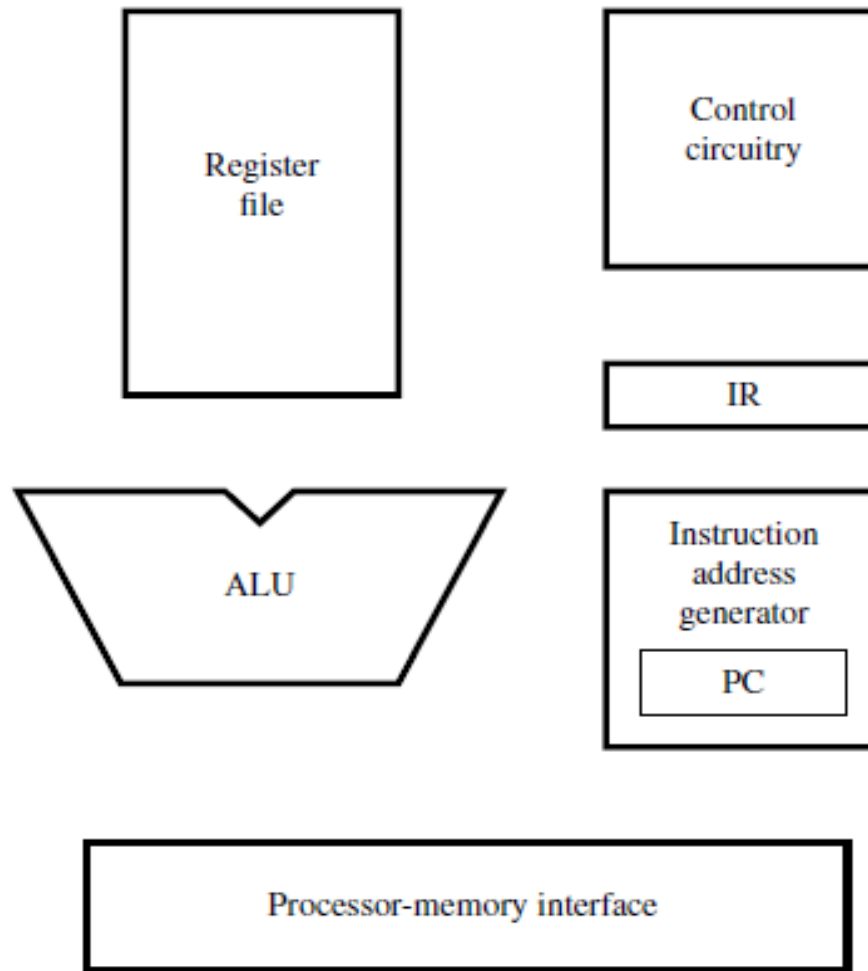 Register
file
Control
circuitry
IR
ALU
Instruction
address
generator
PC
Processor-memory interface